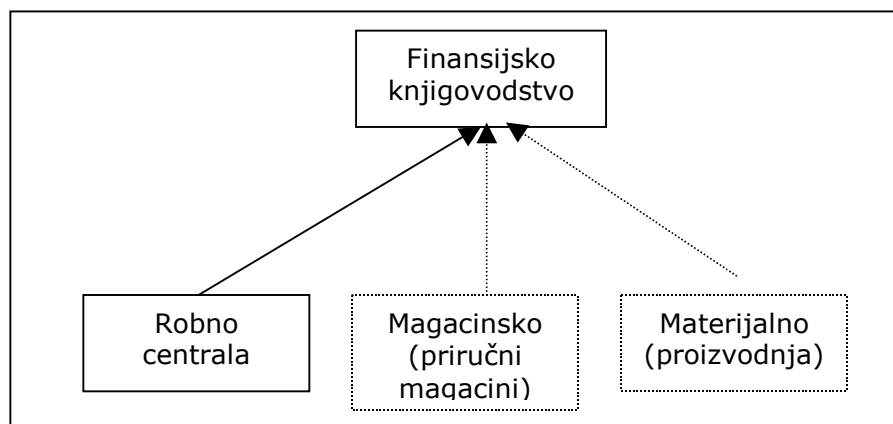 Finansijsko
knjigovodstvo
Robno
centrala
Magacinsko
(priručni
magacini)
Materijalno
(proizvodnja)